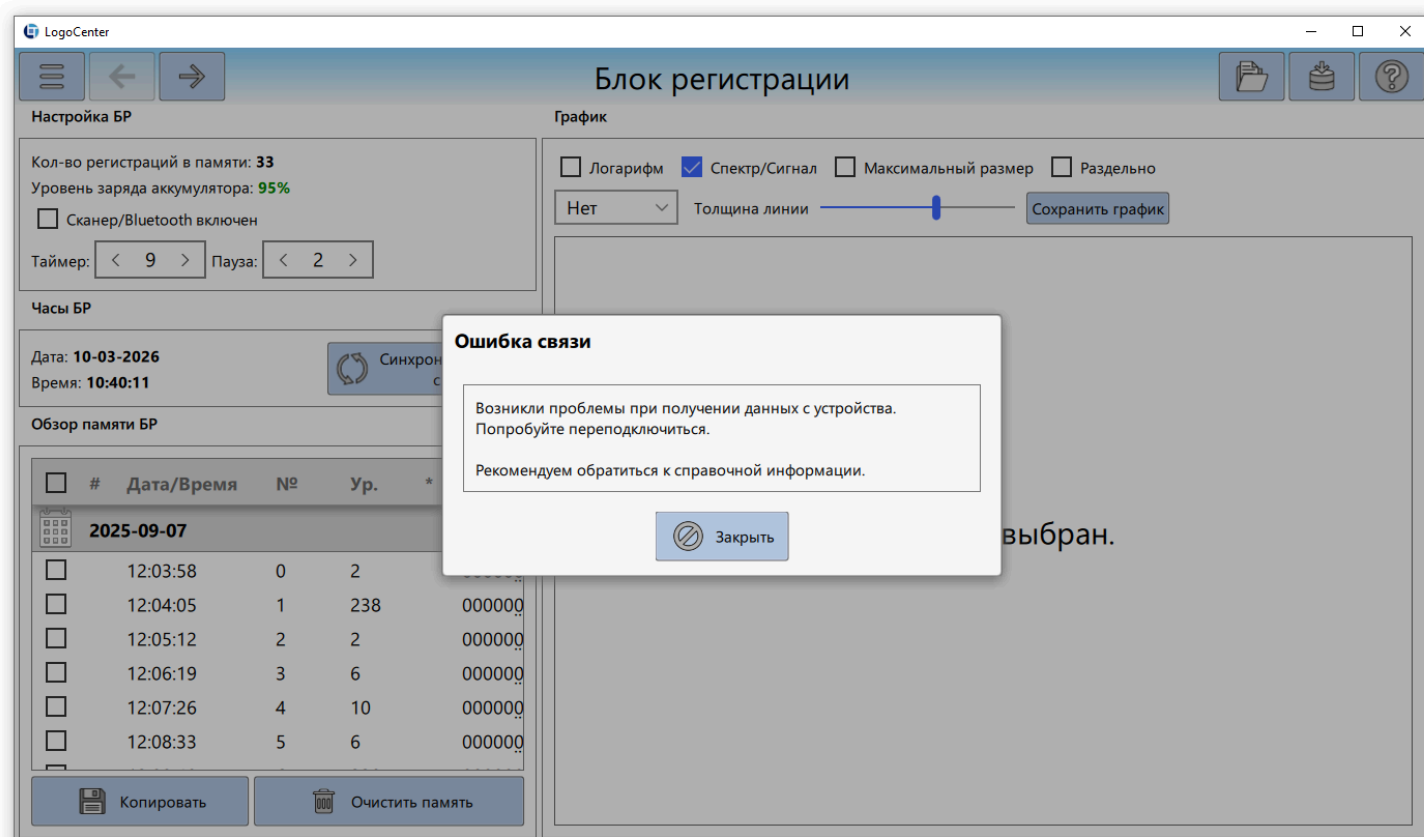 LogoCenter
Блок регистрации
Настройка БР
Кол-во регистраций в памяти: 33
Уровень заряда аккумулятора: 95%
Сканер/Bluetooth включен
Таймер: < 9 > Пауза: < 2 >
Часы БР
Дата: 10-03-2026
Время: 10:40:11
Синхрон
с
Обзор памяти БР
# Дата/Время № Ур. *
2025-09-07
12:03:58 0 2
12:04:05 1 238 000000
12:05:12 2 2 000000
12:06:19 3 6 000000
12:07:26 4 10 000000
12:08:33 5 6 000000
Копировать Очистить память
График
Логарифм Спектр/Сигнал Максимальный размер Раздельно
Нет Толщина линии Сохранить график
выбран.
Ошибка связи
Возникли проблемы при получении данных с устройства.
Попробуйте переподключиться.
Рекомендуем обратиться к справочной информации.
Закрыть